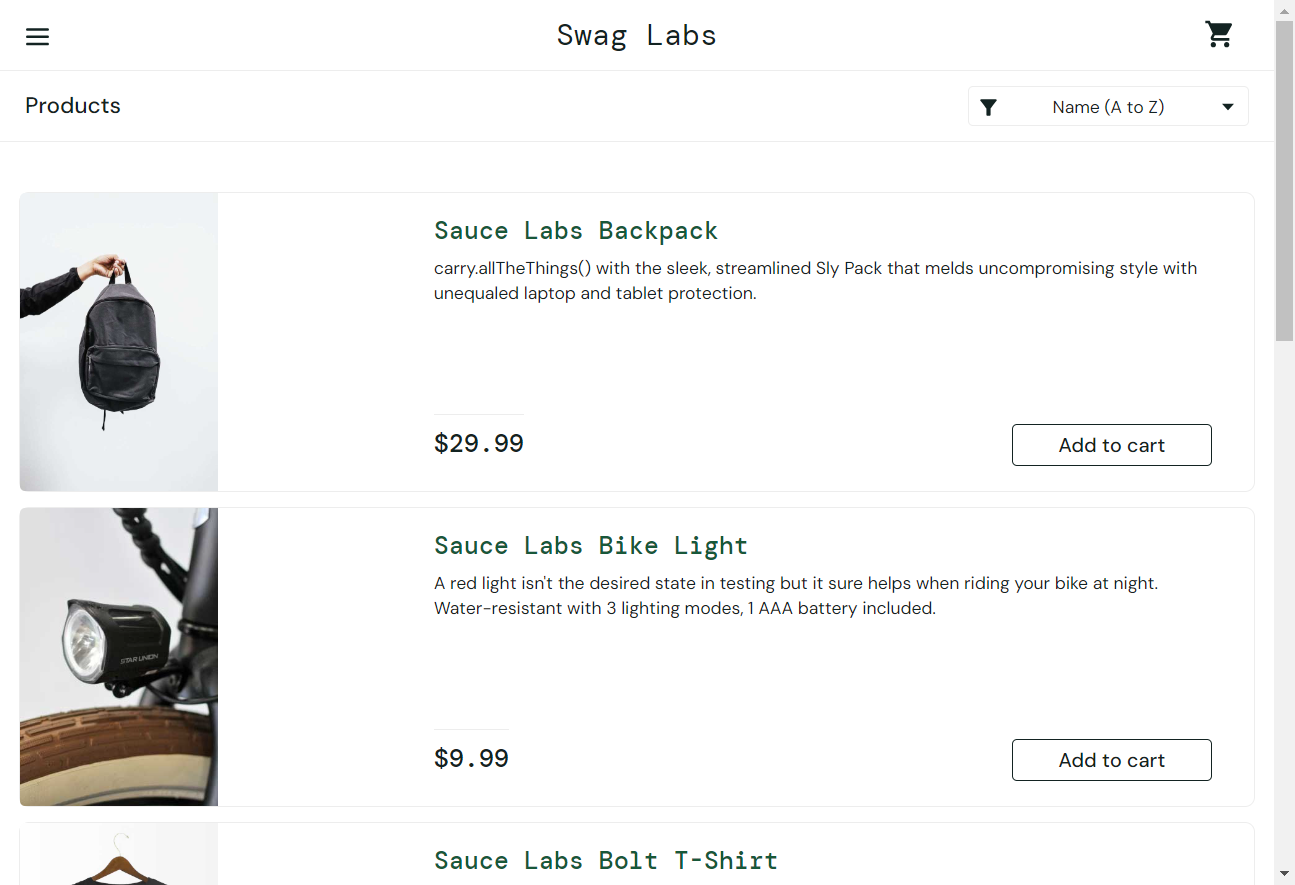 Swag Labs
Products
Name (A to Z)
Sauce Labs Backpack
carry.allTheThings() with the sleek, streamlined Sly Pack that melds uncompromising style with
unequaled laptop and tablet protection.
$29.99
Add to cart
STAR UNION
Sauce Labs Bike Light
A red light isn't the desired state in testing but it sure helps when riding your bike at night.
Water-resistant with 3 lighting modes, 1 AAA battery included.
$9.99
Add to cart
Sauce Labs Bolt T-Shirt